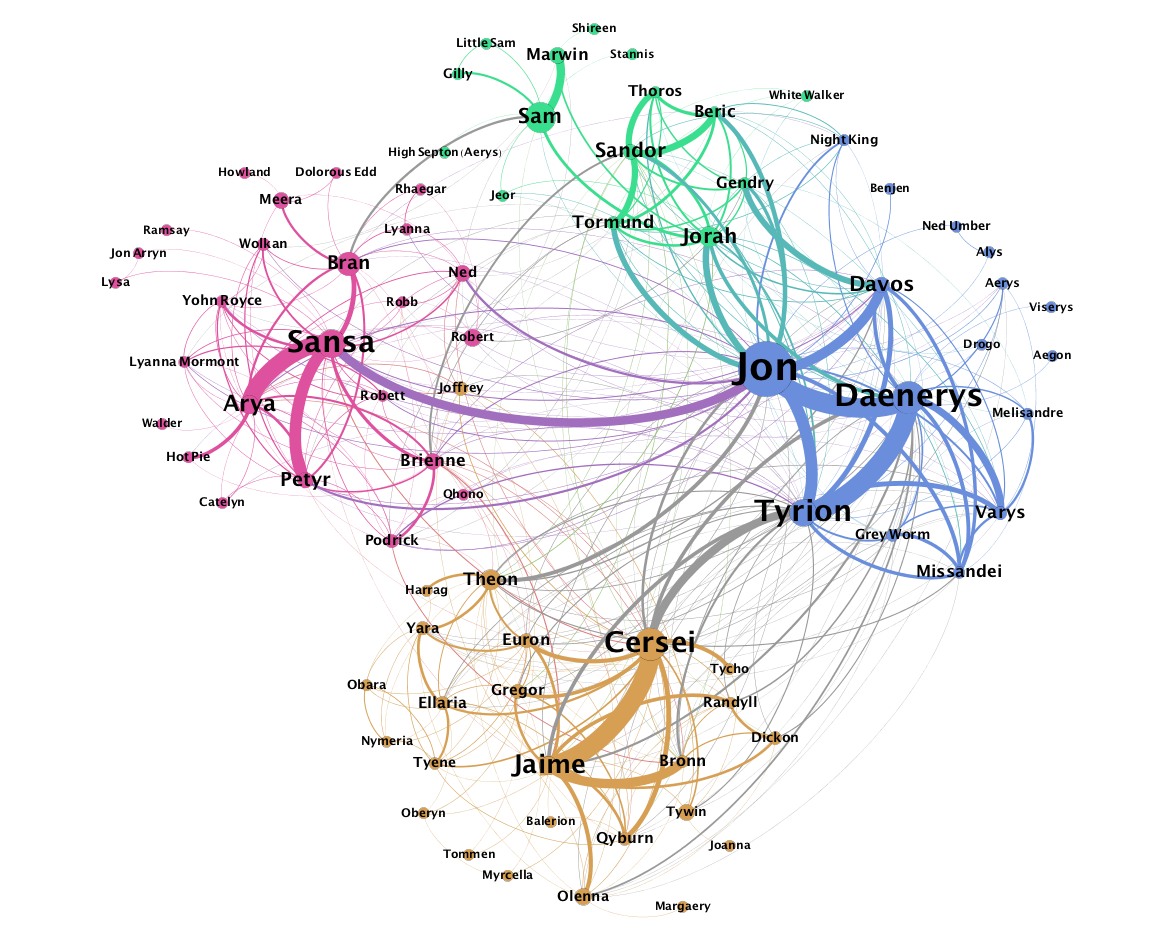 Shireen
Little Sam
Marwin
Stannis
Gilly
Thoros
White Walker
Sam
Beric
Night King
High Septon (Aerys)
Sandor
Howland
Dolorous Edd
Gendry
Rhaegar
Benjen
Meera
Jeor
Ramsay
Lyanna
Tormund
Ned Umber
Jorah
Wolkan
Jon Arryn
Alys
Bran
Ned
Lysa
Davos
Aerys
Yohn Royce
Robb
Viserys
Robert
Sansa
Drogo
Aegon
Lyanna Mormont
Jon
Joffrey
Robett
Daenerys
Arya
Melisandre
Walder
Hot Pie
Brienne
Petyr
Qhono
Catelyn
Tyrion
Varys
Podrick
Grey Worm
Missandei
Theon
Harrag
Yara
Euron
Cersei
Tycho
Obara
Gregor
Ellaria
Randyll
Nymeria
Dickon
Tyene
Jaime
Bronn
Oberyn
Balerion
Tywin
Qyburn
Joanna
Tommen
Myrcella
Olenna
Margaery